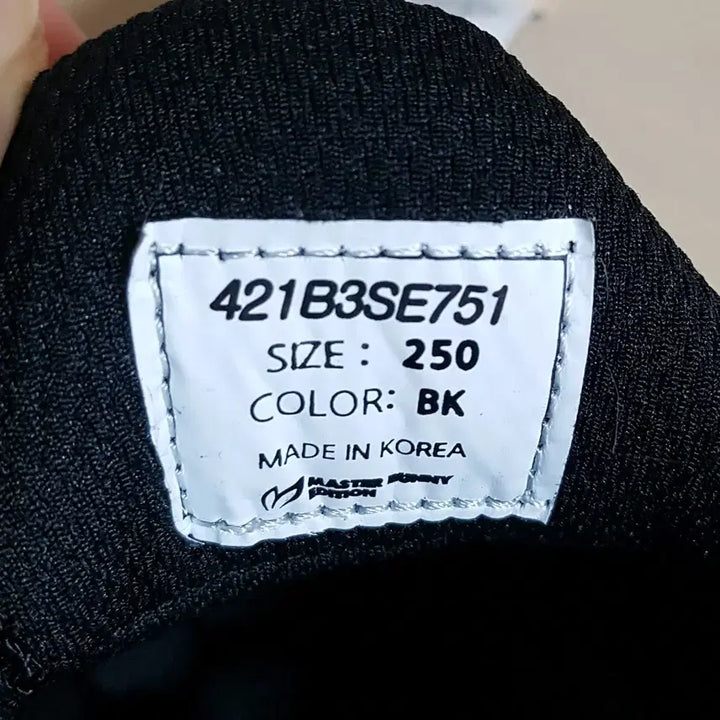 421B3SE751
SIZE : 250
COLOR: BK
MADE IN KOREA
MASTER BUNNY
EDITION